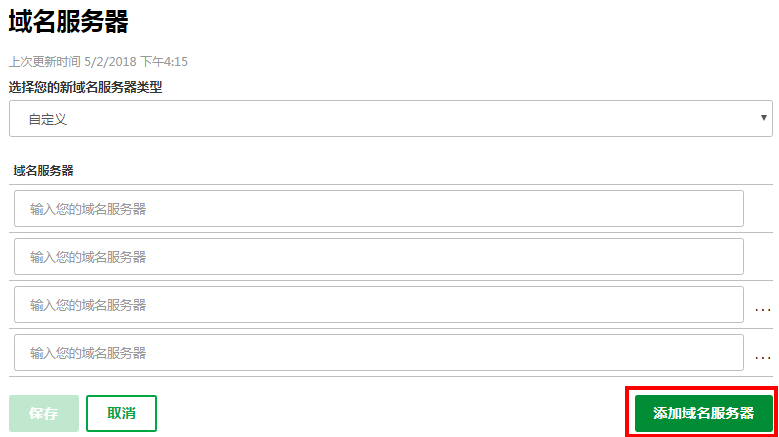 域名服务器
上次更新时间 5/2/2018 下午4:15
选择您的新域名服务器类型
自定义
域名服务器
输入您的域名服务器
输入您的域名服务器
输入您的域名服务器 ...
输入您的域名服务器 ...
保存 取消 添加域名服务器